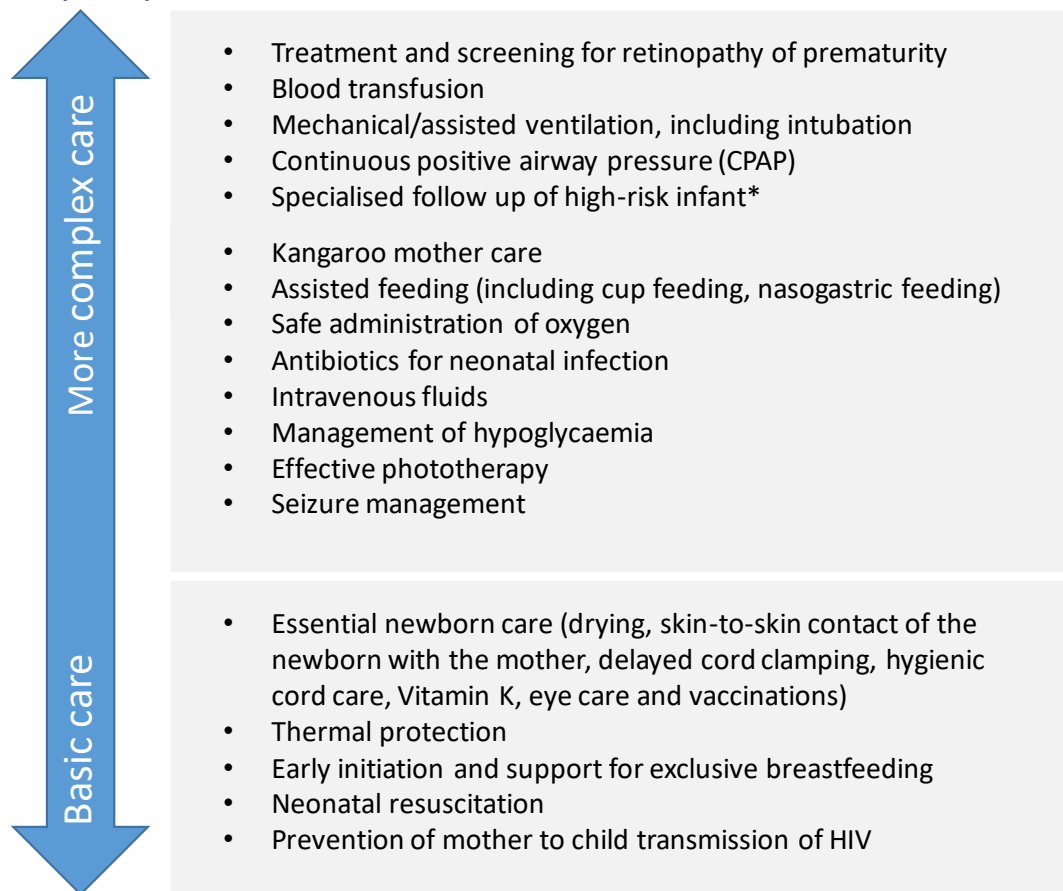 More complex care
• Treatment and screening for retinopathy of prematurity
• Blood transfusion
• Mechanical/assisted ventilation, including intubation
• Continuous positive airway pressure (CPAP)
• Specialised follow up of high-risk infant*
• Kangaroo mother care
• Assisted feeding (including cup feeding, nasogastric feeding)
• Safe administration of oxygen
• Antibiotics for neonatal infection
• Intravenous fluids
• Management of hypoglycaemia
• Effective phototherapy
• Seizure management
Basic care
• Essential newborn care (drying, skin-to-skin contact of the
newborn with the mother, delayed cord clamping, hygienic
cord care, Vitamin K, eye care and vaccinations)
• Thermal protection
• Early initiation and support for exclusive breastfeeding
• Neonatal resuscitation
• Prevention of mother to child transmission of HIV